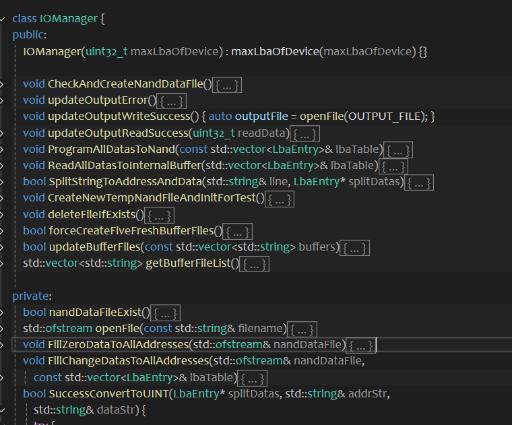 class IOManager {
public:
IOManager(uint32_t maxLbaOfDevice) : maxLbaOfDevice(maxLbaOfDevice) {}
void CheckAndCreateNandDataFile(){ ... }
void updateOutputError(){ ... }
void updateOutputWriteSuccess() { auto outputFile = openFile(OUTPUT_FILE); }
void updateOutputReadSuccess(uint32_t readData){ ... }
void ProgramAllDatasToNand(const std::vector<LbaEntry>& lbaTable){ ... }
void ReadAllDatasToInternalBuffer(std::vector<LbaEntry>& lbaTable){ ... }
bool SplitStringToAddressAndData(std::string& line, LbaEntry* splitDatas){ ... }
void CreateNewTempNandFileAndInitForTest(){ ... }
void deleteFileIfExists(){ ... }
bool forceCreateFiveFreshBufferFiles(){ ... }
bool updateBufferFiles(const std::vector<std::string> buffers){ ... }
std::vector<std::string> getBufferFileList(){ ... }
private:
bool nandDataFileExist(){ ... }
std::ofstream openFile(const std::string& filename){ ... }
void FillZeroDataToAllAddresses(std::ofstream& nandDataFile){ ... }
void FillChangeDatasToAllAddresses(std::ofstream& nandDataFile,
const std::vector<LbaEntry>& lbaTable){ ... }
bool SuccessConvertToUINT(LbaEntry* splitDatas, std::string& addrStr,
std::string& dataStr) {
try {